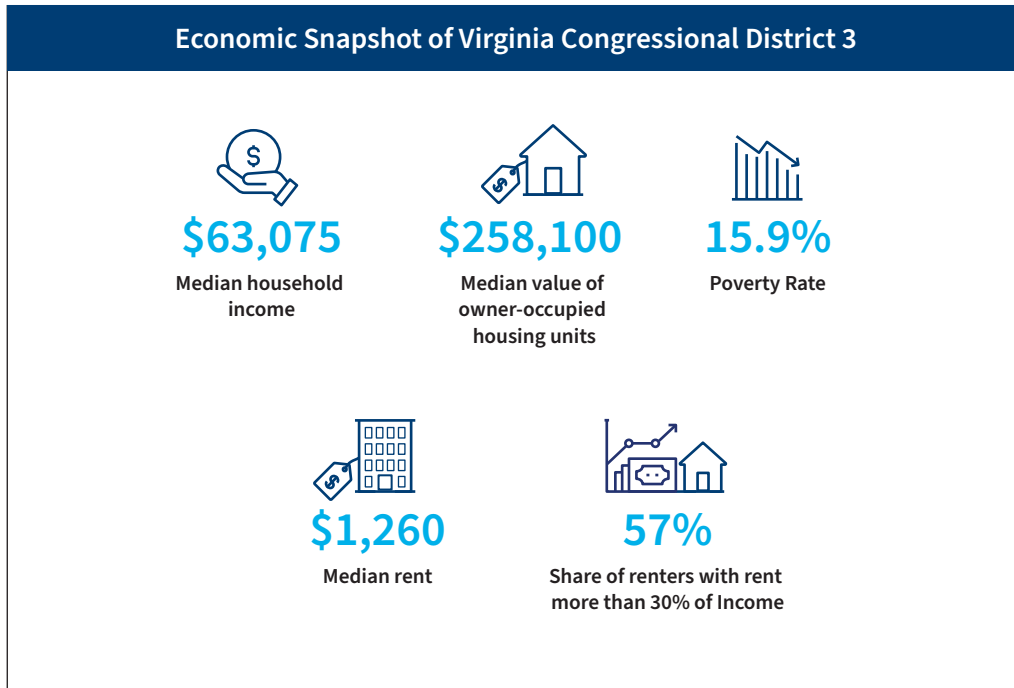 Economic Snapshot of Virginia Congressional District 3
$
$63,075
Median household
income
$
$258,100
Median value of
owner-occupied
housing units
15.9%
Poverty Rate
$
$1,260
Median rent
57%
Share of renters with rent
more than 30% of Income